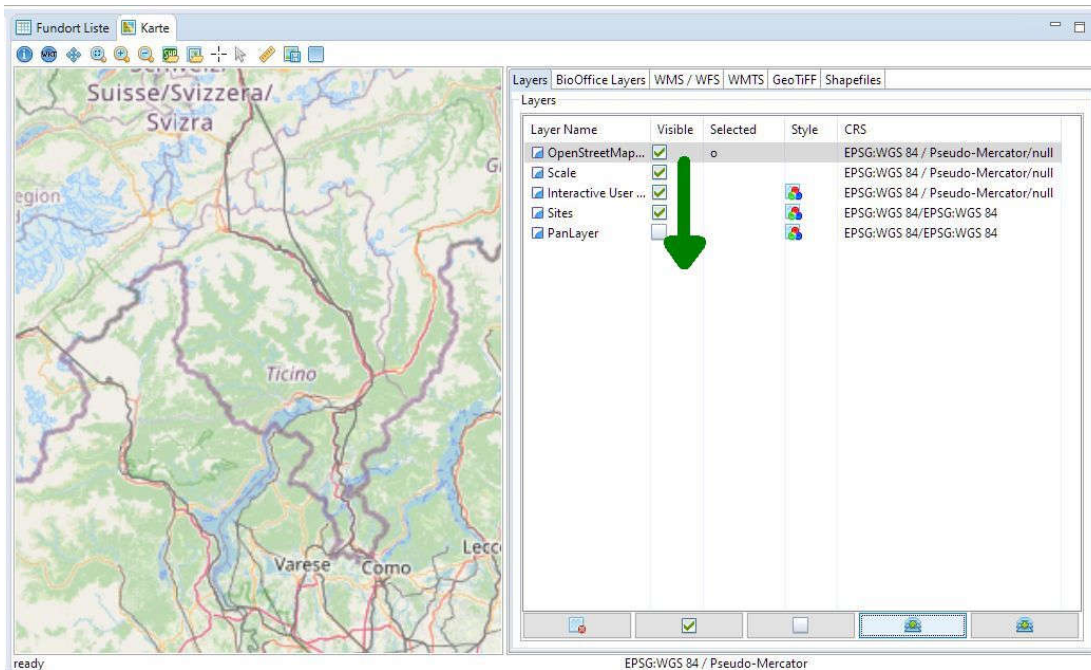 Fundort Liste Karte
WKT
SHP
Schweiz/
Suisse/Svizzera/
Svizra
Ticino
Varese
Como
Layers BioOffice Layers WMS / WFS WMTS GeoTiFF Shapefiles
Layers
Layer Name Visible Selected Style CRS
OpenStreetMap... o EPSG:WGS 84 / Pseudo-Mercator/null
Scale EPSG:WGS 84 / Pseudo-Mercator/null
Interactive User ... EPSG:WGS 84 / Pseudo-Mercator/null
Sites EPSG:WGS 84/EPSG:WGS 84
PanLayer EPSG:WGS 84/EPSG:WGS 84
ready EPSG:WGS 84 / Pseudo-Mercator